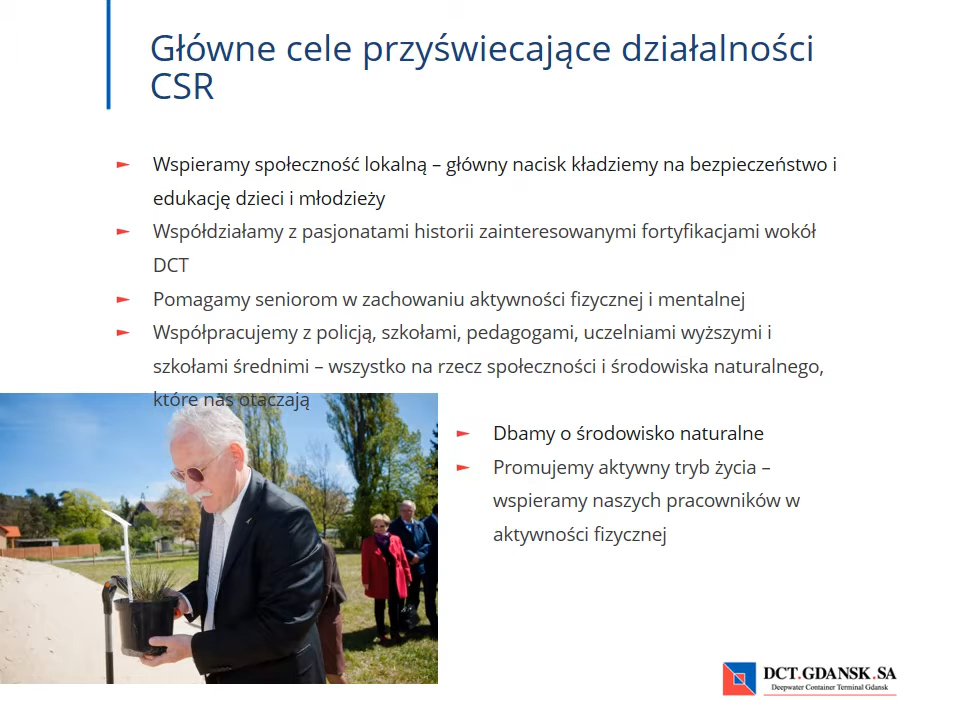 Główne cele przyświecające działalności
CSR
Wspieramy społeczność lokalną – główny nacisk kładziemy na bezpieczeństwo i
edukację dzieci i młodzieży
Współdziałamy z pasjonatami historii zainteresowanymi fortyfikacjami wokół
DCT
Pomagamy seniorom w zachowaniu aktywności fizycznej i mentalnej
Współpracujemy z policją, szkołami, pedagogami, uczelniami wyższymi i
szkołami średnimi – wszystko na rzecz społeczności i środowiska naturalnego,
które nas otaczają
Dbamy o środowisko naturalne
Promujemy aktywny tryb życia –
wspieramy naszych pracowników w
aktywności fizycznej
DCT.GDANSK.SA
Deepwater Container Terminal Gdansk